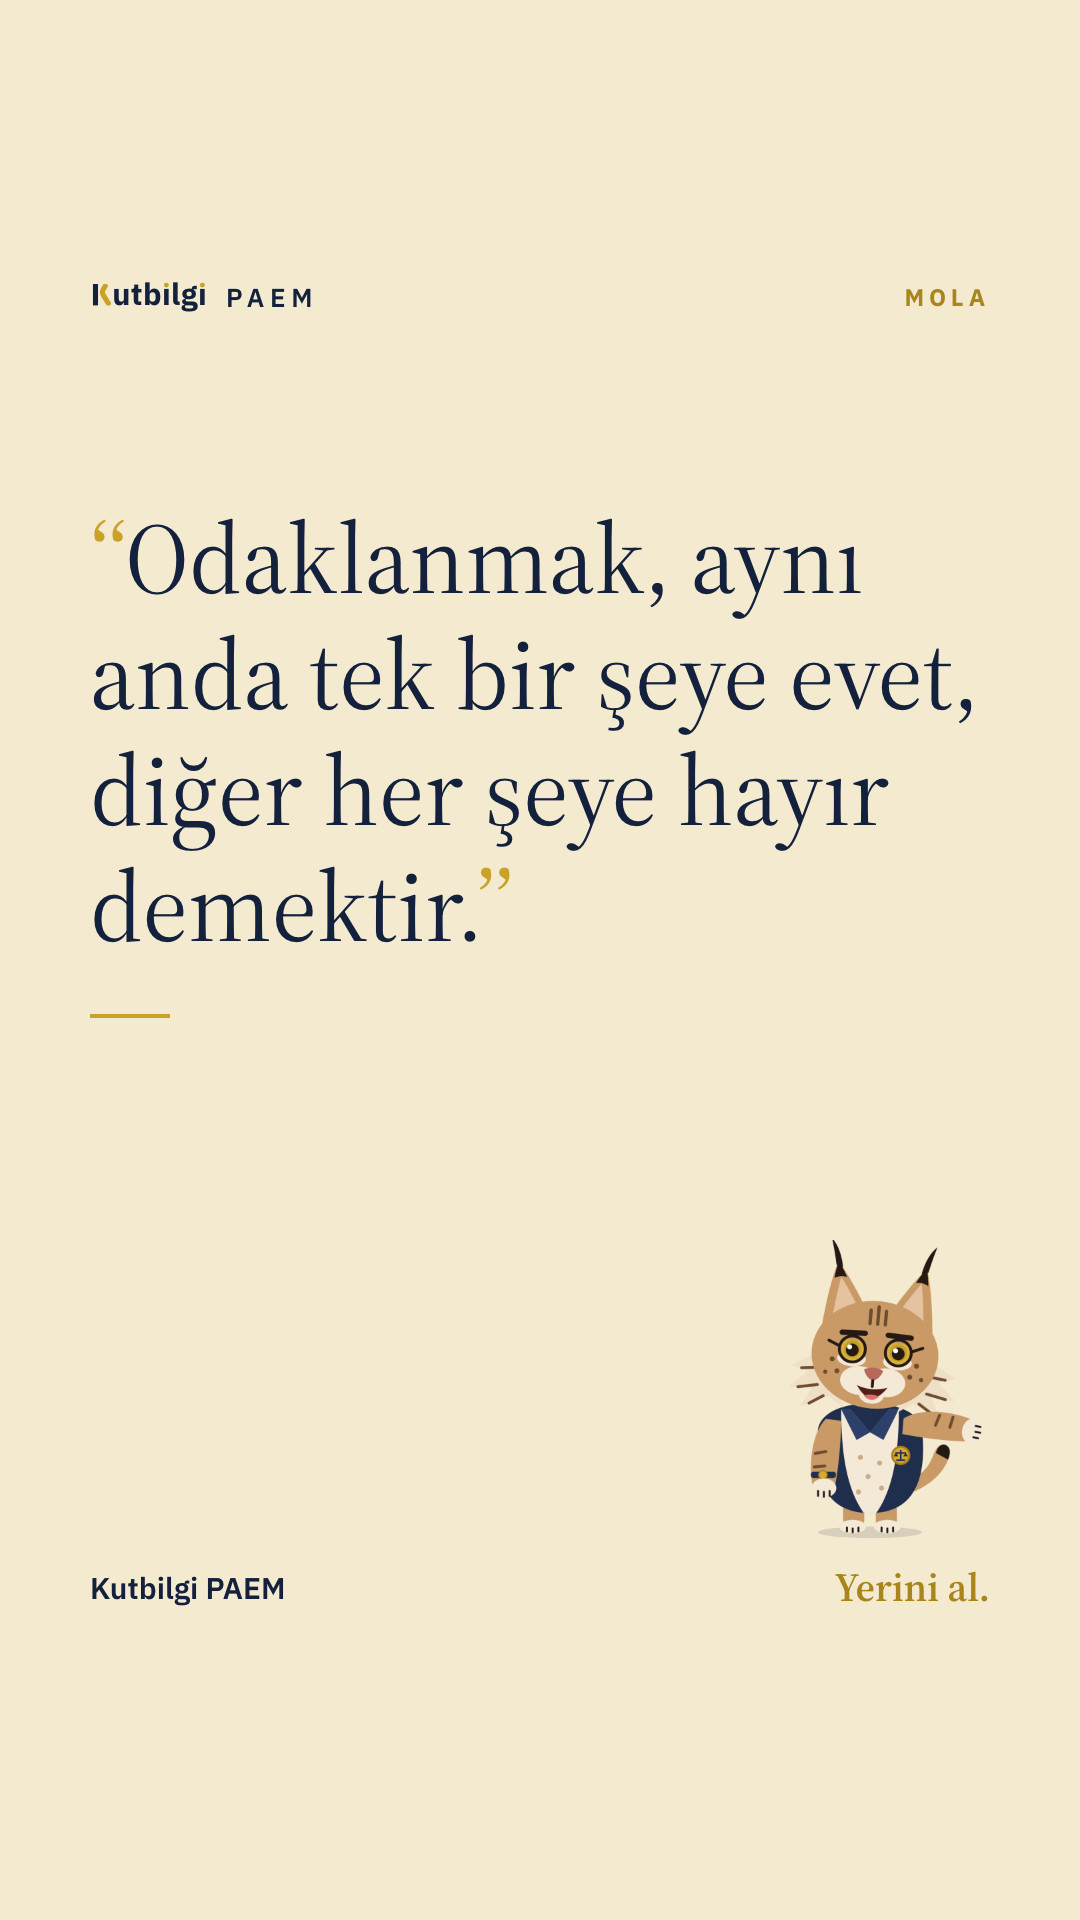 Kutbilgi PAEM
MOLA
“Odaklanmak, aynı
anda tek bir şeye evet,
diğer her şeye hayır
demektir.”
Kutbilgi PAEM
Yerini al.